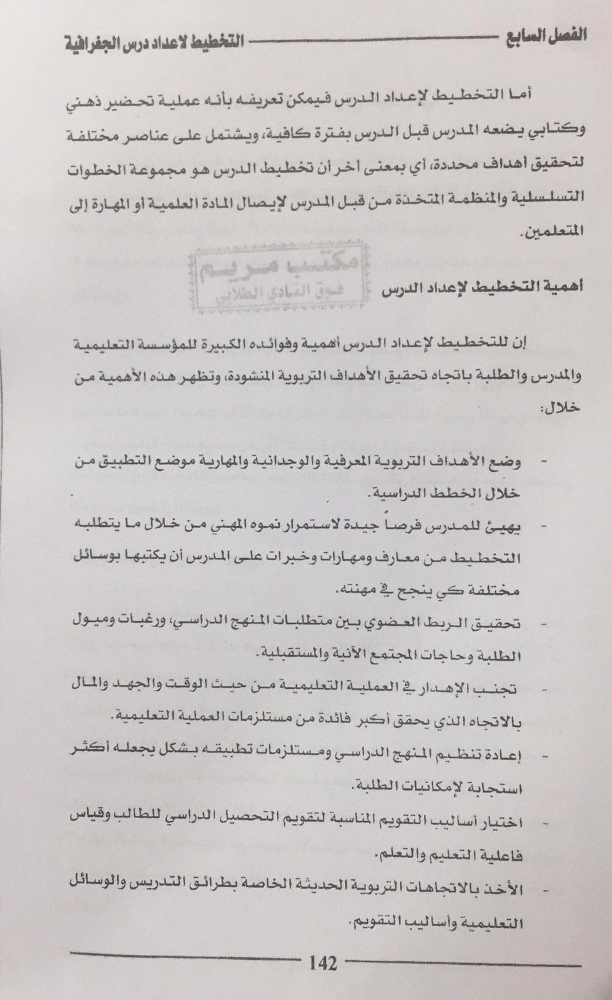 الفصل السابع
التخطيط لاعداد درس الجغرافية
أما التخطيط لإعداد الدرس فيمكن تعريفه بأنه عملية تحضير ذهني
وكتابي يضعه المدرس قبل الدرس بفترة كافية، ويشتمل على عناصر مختلفة
لتحقيق أهداف محددة، أي بمعنى أخر أن تخطيط الدرس هو مجموعة الخطوات
التسلسلية والمنظمة المتخذة من قبل المدرس لإيصال المادة العلمية أو المهارة إلى
المتعلمين.
مكتب مريم
فوق النادي الطلابي
أهمية التخطيط لإعداد الدرس
إن للتخطيط لإعداد الدرس أهمية وفوائده الكبيرة للمؤسسة التعليمية
والمدرس والطلبة باتجاه تحقيق الأهداف التربوية المنشودة، وتظهر هذه الأهمية من
خلال:
- وضع الأهداف التربوية المعرفية والوجدانية والمهارية موضع التطبيق من
خلال الخطط الدراسية.
- يهيئ للمدرس فرصاً جيدة لاستمرار نموه المهني من خلال ما يتطلبه
التخطيط من معارف ومهارات وخبرات على المدرس أن يكتبها بوسائل
مختلفة كي ينجح في مهنته.
- تحقيق الربط العضوي بين متطلبات المنهج الدراسي، ورغبات وميول
الطلبة وحاجات المجتمع الأنية والمستقبلية.
- تجنب الإهدار في العملية التعليمية من حيث الوقت والجهد والمال
بالاتجاه الذي يحقق أكبر فائدة من مستلزمات العملية التعليمية.
- إعادة تنظيم المنهج الدراسي ومستلزمات تطبيقه بشكل يجعله أكثر
استجابة لإمكانيات الطلبة.
- اختيار أساليب التقويم المناسبة لتقويم التحصيل الدراسي للطالب وقياس
فاعلية التعليم والتعلم.
- الأخذ بالاتجاهات التربوية الحديثة الخاصة بطرائق التدريس والوسائل
التعليمية وأساليب التقويم.
142